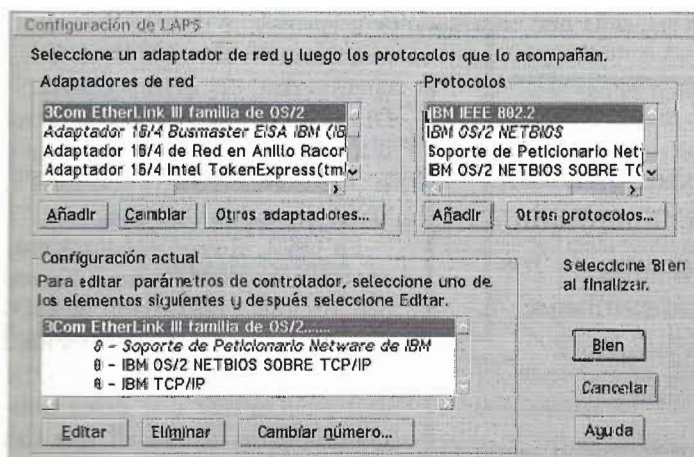 Configuración de LAPS
Seleccione un adaptador de red y luego los protocolos que lo acompañan.
Adaptadores de red
3Com EtherLink III familia de OS/2
Adaptador 16/4 Busmaster EISA IBM (IB
Adaptador 16/4 de Red en Anillo Racor
Adaptador 16/4 Intel TokenExpress(tm)
Añadir
Cambiar
Otros adaptadores...
Protocolos
IBM IEEE 802.2
IBM OS/2 NETBIOS
Soporte de Peticionario Net
IBM OS/2 NETBIOS SOBRE TC
Añadir
Otros protocolos...
Configuración actual
Para editar parámetros de controlador, seleccione uno de
los elementos siguientes y después seleccione Editar.
3Com EtherLink III familia de OS/2......
0 - Soporte de Peticionario Netware de IBM
0 - IBM OS/2 NETBIOS SOBRE TCP/IP
0 - IBM TCP/IP
Editar
Eliminar
Cambiar número...
Seleccione Bien
al finalizar.
Bien
Cancelar
Ayuda